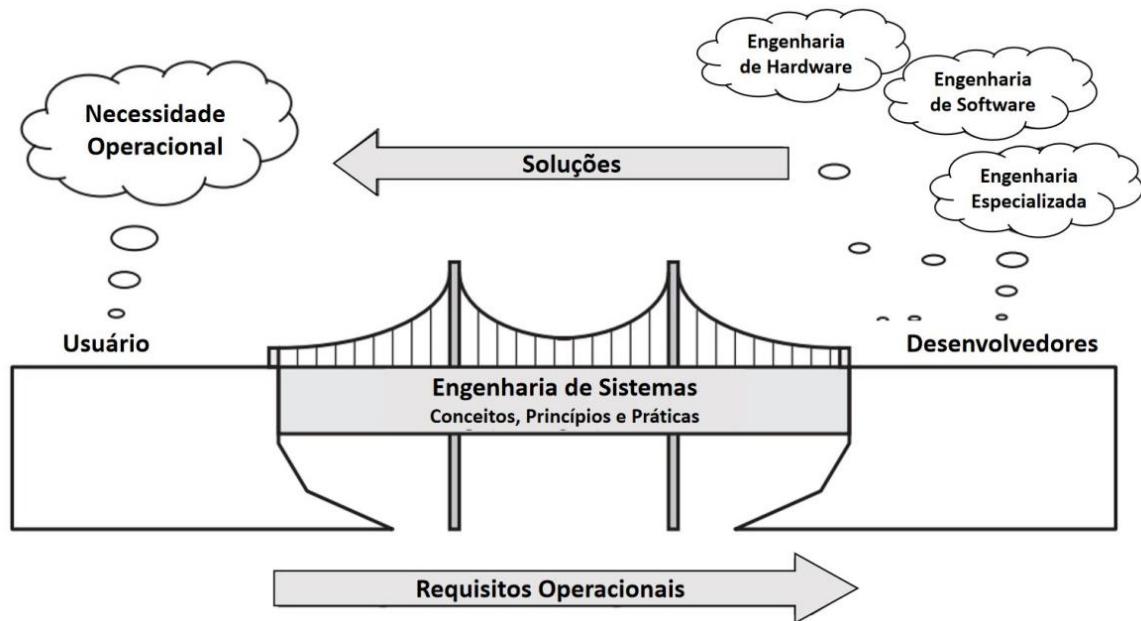 Necessidade
Operacional
Engenharia
de Hardware
Engenharia
de Software
Engenharia
Especializada
Soluções
Usuário
Desenvolvedores
Engenharia de Sistemas
Conceitos, Princípios e Práticas
Requisitos Operacionais